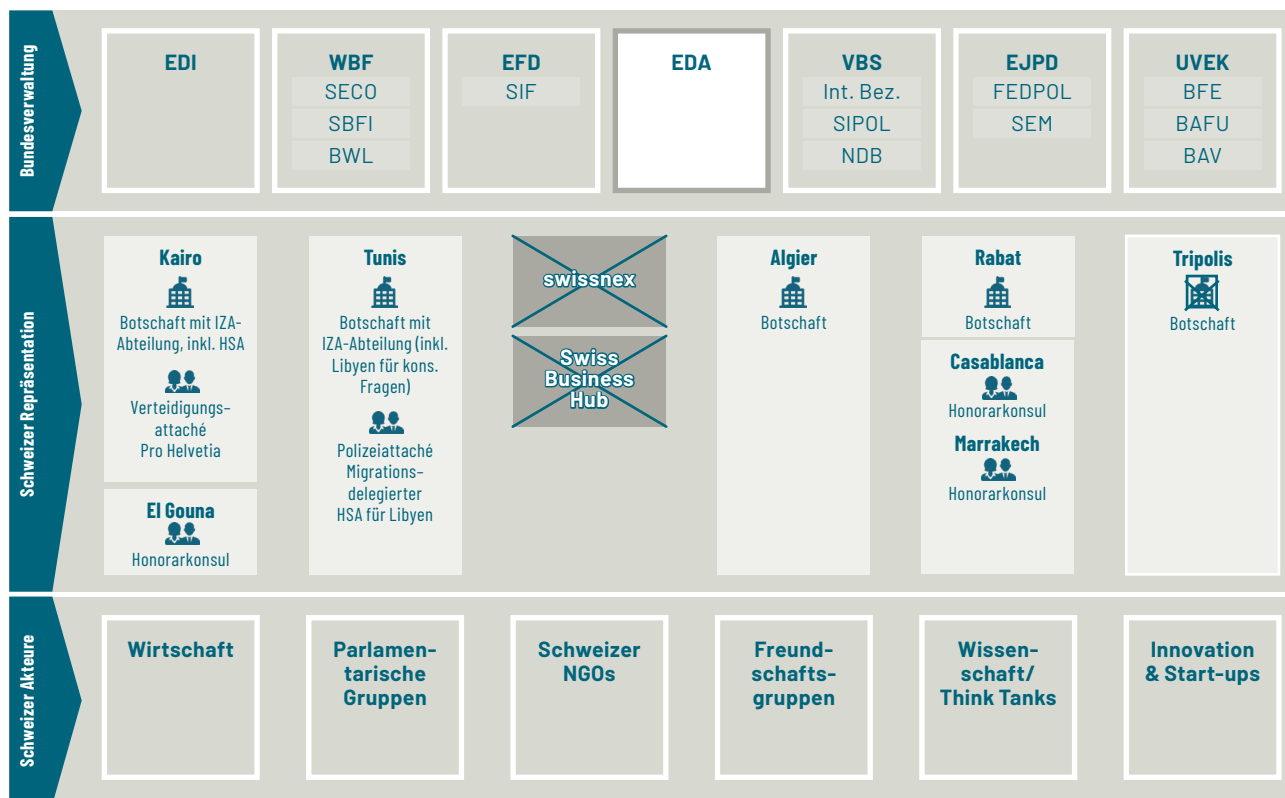 Bundesverwaltung
EDI
WBF
SECO
SBFI
BWL
EFD
SIF
EDA
VBS
Int. Bez.
SIPOL
NDB
EJPD
FEDPOL
SEM
UVEK
BFE
BAFU
BAV
Schweizer Repräsentation
Kairo
Botschaft mit IZA-
Abteilung, inkl. HSA
Verteidigungs-
attaché
Pro Helvetia
El Gouna
Honorarkonsul
Tunis
Botschaft mit
IZA-Abteilung (inkl.
Libyen für kons.
Fragen)
Polizeiattaché
Migrations-
delegierter
HSA für Libyen
swissnex
Swiss
Business
Hub
Algier
Botschaft
Rabat
Botschaft
Casablanca
Honorarkonsul
Marrakech
Honorarkonsul
Tripolis
Botschaft
Schweizer Akteure
Wirtschaft
Parlamen-
tarische
Gruppen
Schweizer
NGOs
Freund-
schafts-
gruppen
Wissen-
schaft/
Think Tanks
Innovation
& Start-ups